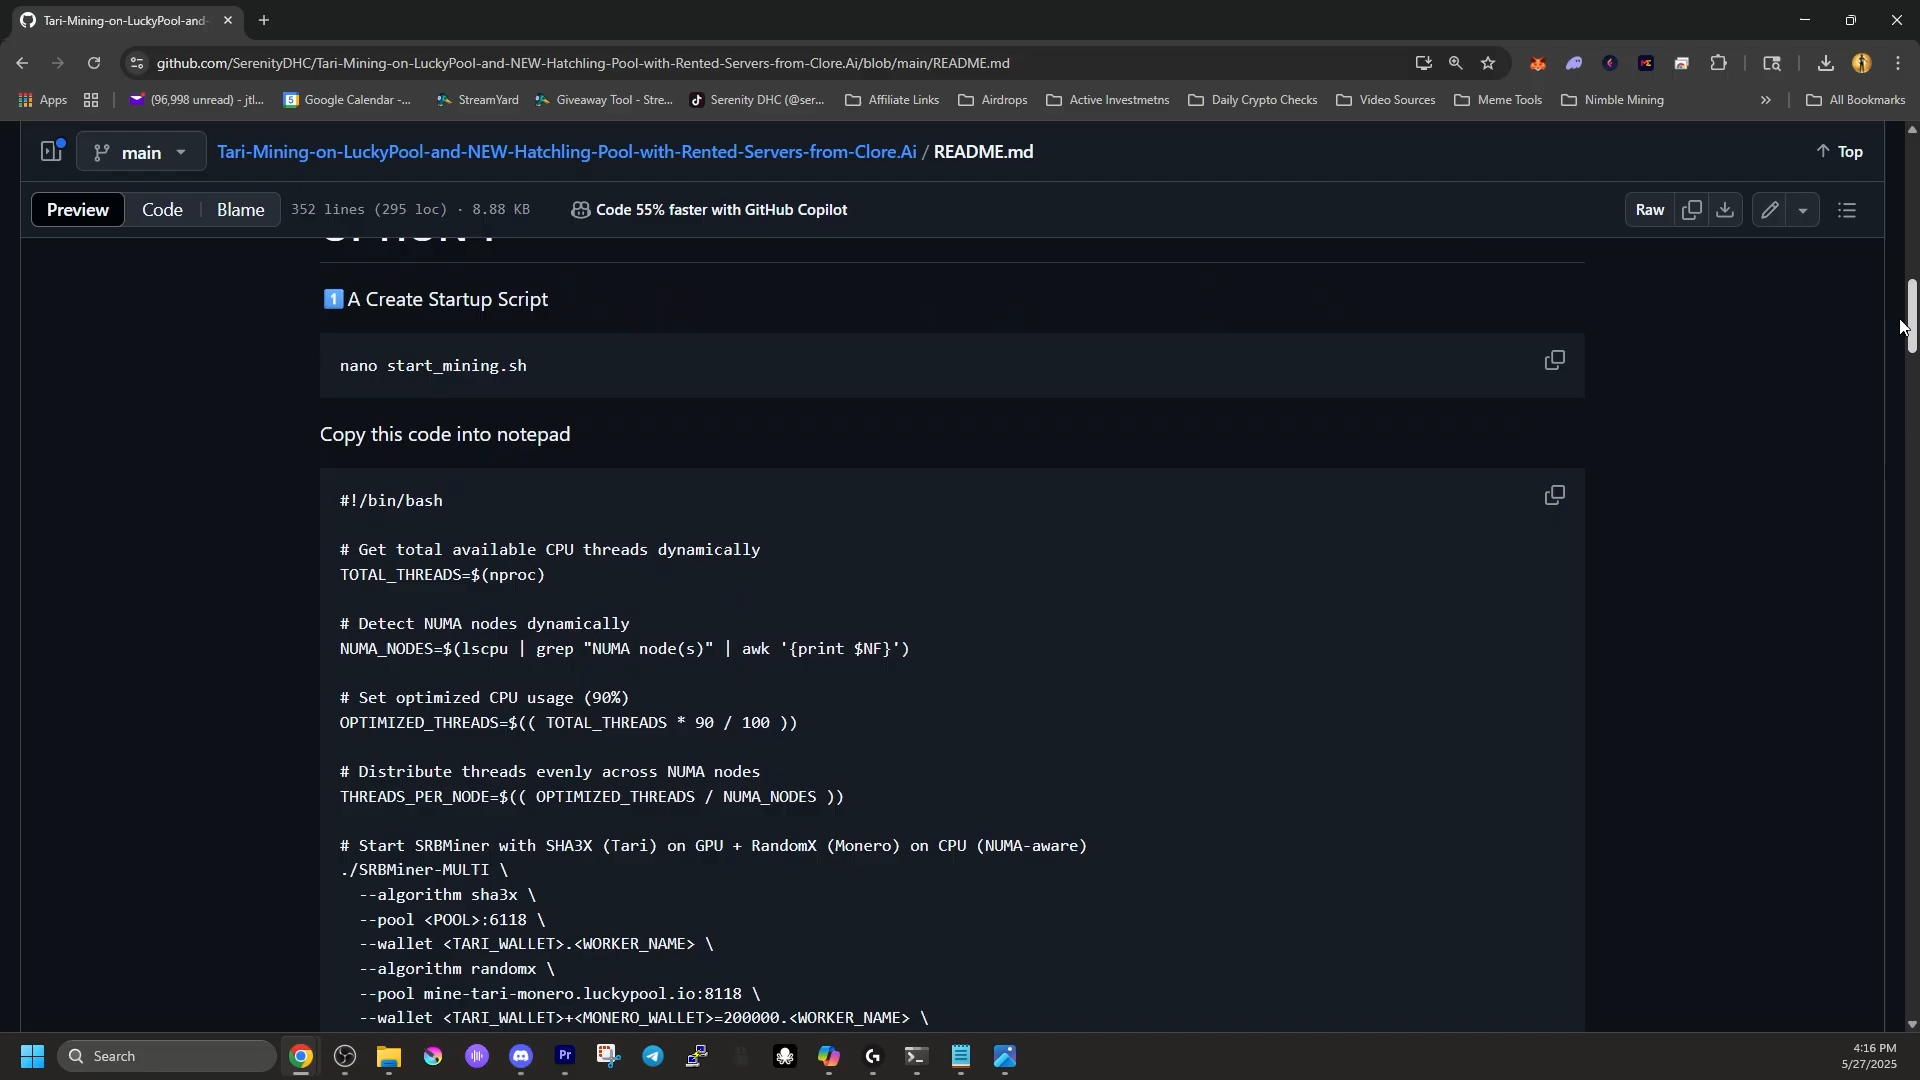 Tari-Mining-on-LuckyPool-and-
github.com/SerenityDHC/Tari-Mining-on-LuckyPool-and-NEW-Hatchling-Pool-with-Rented-Servers-from-Clore.Ai/blob/main/README.md
Apps
(96,998 unread) - jtl...
Google Calendar -...
StreamYard
Giveaway Tool - Stre...
Serenity DHC (@ser...
Affiliate Links
Airdrops
Active Investmetns
Daily Crypto Checks
Video Sources
Meme Tools
Nimble Mining
»
All Bookmarks
main
Tari-Mining-on-LuckyPool-and-NEW-Hatchling-Pool-with-Rented-Servers-from-Clore.Ai / README.md
Top
Preview
Code
Blame
352 lines (295 loc) · 8.88 KB
Code 55% faster with GitHub Copilot
Raw
1 A Create Startup Script
nano start_mining.sh
Copy this code into notepad
#!/bin/bash
# Get total available CPU threads dynamically
TOTAL_THREADS=$(nproc)
# Detect NUMA nodes dynamically
NUMA_NODES=$(lscpu | grep "NUMA node(s)" | awk '{print $NF}')
# Set optimized CPU usage (90%)
OPTIMIZED_THREADS=$(( TOTAL_THREADS * 90 / 100 ))
# Distribute threads evenly across NUMA nodes
THREADS_PER_NODE=$(( OPTIMIZED_THREADS / NUMA_NODES ))
# Start SRBMiner with SHA3X (Tari) on GPU + RandomX (Monero) on CPU (NUMA-aware)
./SRBMiner-MULTI \
--algorithm sha3x \
--pool <POOL>:6118 \
--wallet <TARI_WALLET>.<WORKER_NAME> \
--algorithm randomx \
--pool mine-tari-monero.luckypool.io:8118 \
--wallet <TARI_WALLET>+<MONERO_WALLET>=200000.<WORKER_NAME> \
Search
Pr
4:16 PM
5/27/2025